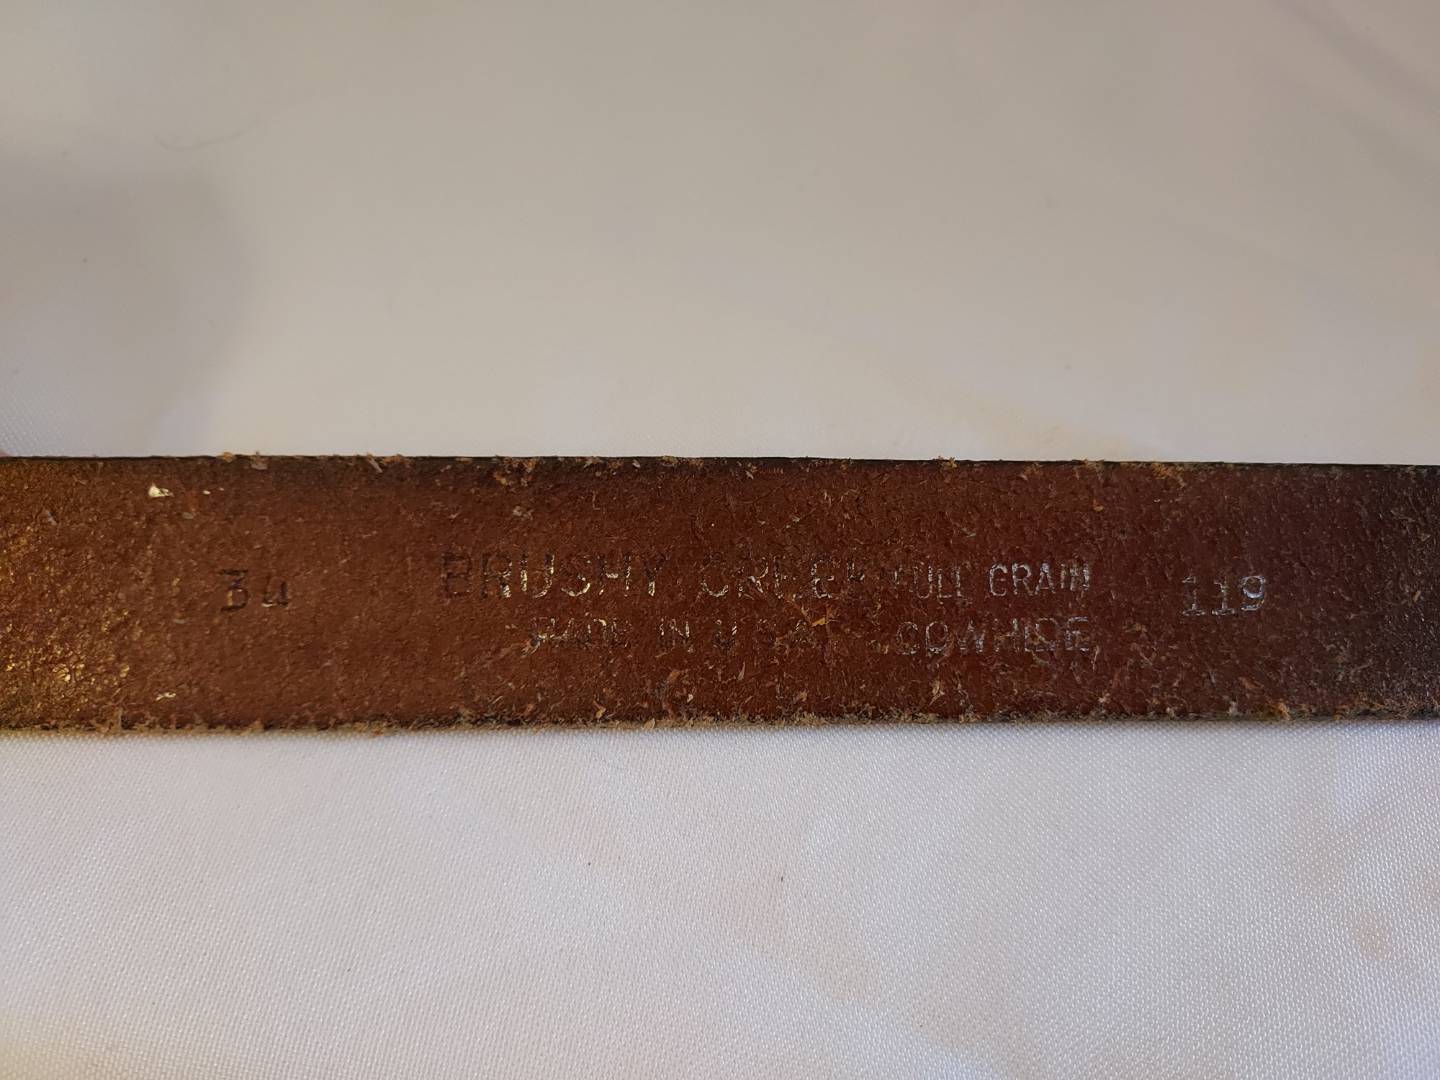 34 BRUSHY CREEK FULL GRAIN 119
MADE IN U.S.A. COWHIDE